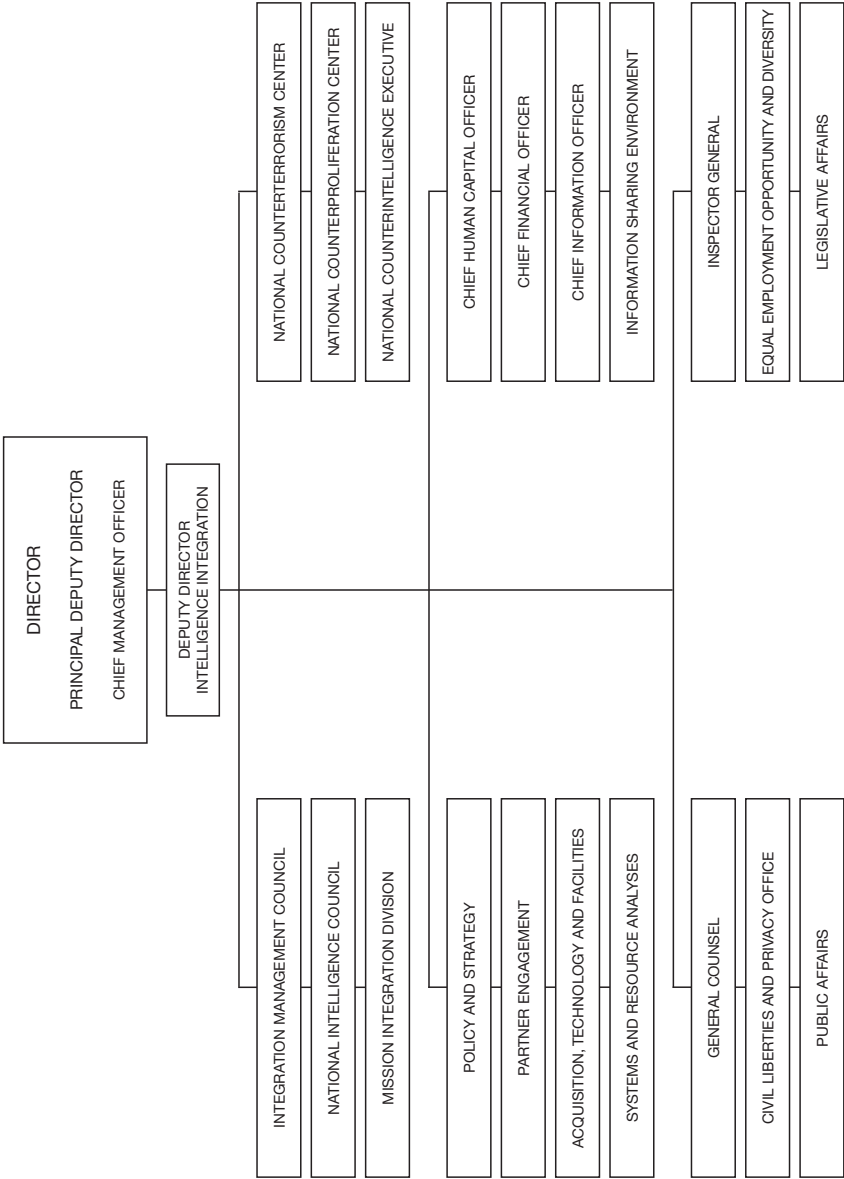 DIRECTOR
PRINCIPAL DEPUTY DIRECTOR
CHIEF MANAGEMENT OFFICER
DEPUTY DIRECTOR
INTELLIGENCE INTEGRATION
INTEGRATION MANAGEMENT COUNCIL
NATIONAL INTELLIGENCE COUNCIL
MISSION INTEGRATION DIVISION
NATIONAL COUNTERTERRORISM CENTER
NATIONAL COUNTERPROLIFERATION CENTER
NATIONAL COUNTERINTELLIGENCE EXECUTIVE
POLICY AND STRATEGY
PARTNER ENGAGEMENT
ACQUISITION, TECHNOLOGY AND FACILITIES
SYSTEMS AND RESOURCE ANALYSES
CHIEF HUMAN CAPITAL OFFICER
CHIEF FINANCIAL OFFICER
CHIEF INFORMATION OFFICER
INFORMATION SHARING ENVIRONMENT
GENERAL COUNSEL
CIVIL LIBERTIES AND PRIVACY OFFICE
PUBLIC AFFAIRS
INSPECTOR GENERAL
EQUAL EMPLOYMENT OPPORTUNITY AND DIVERSITY
LEGISLATIVE AFFAIRS